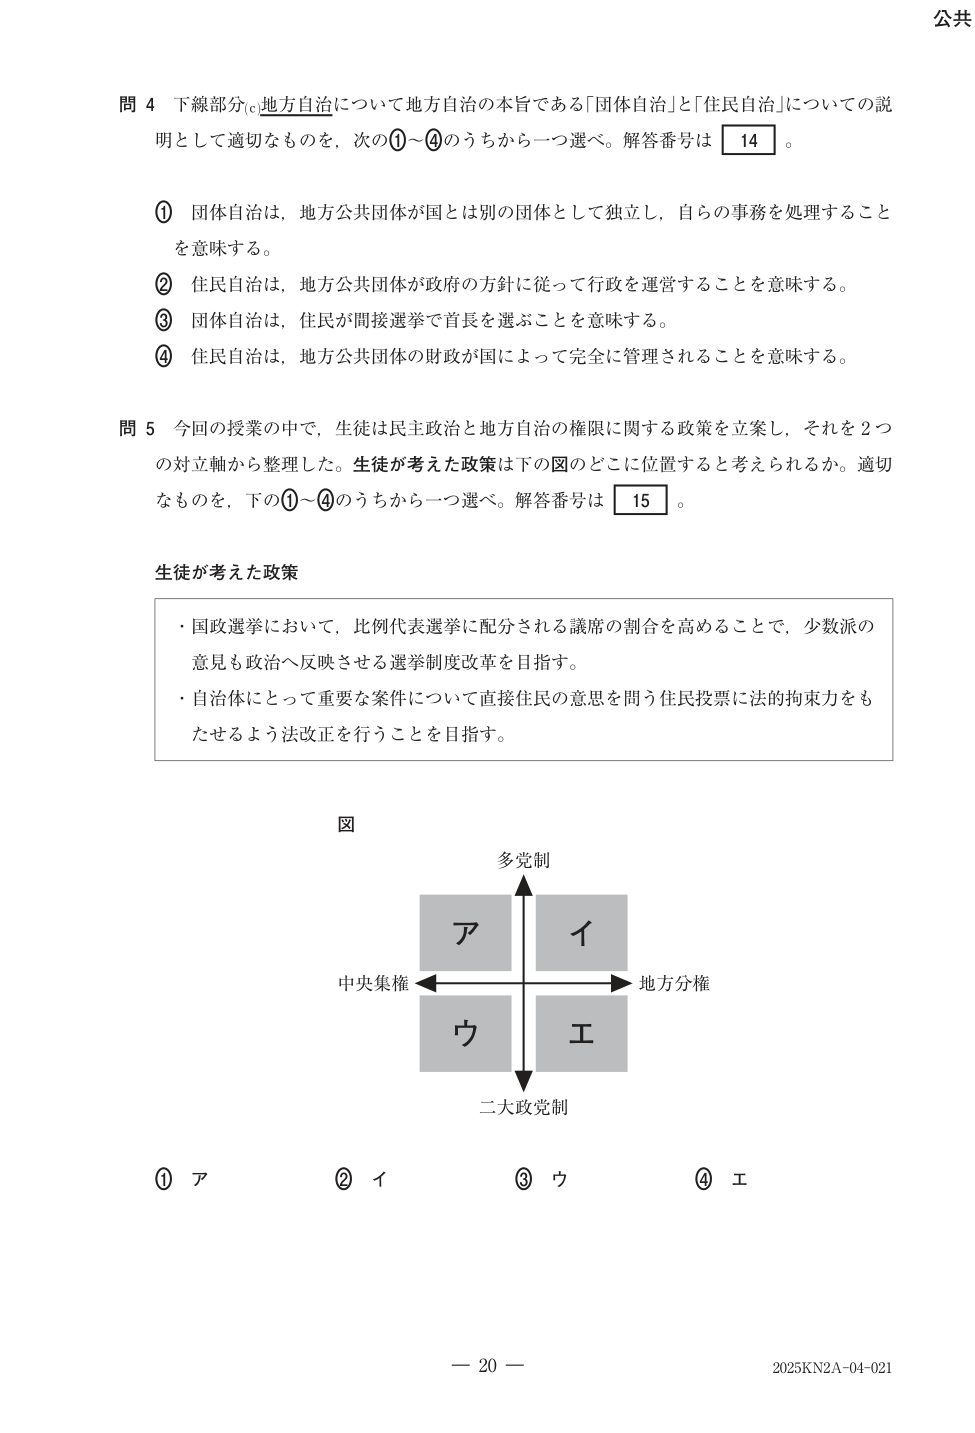 公共
問 4 下線部分(c)地方自治について地方自治の本旨である「団体自治」と「住民自治」についての説
明として適切なものを，次の①～④のうちから一つ選べ。解答番号は 14 。
① 団体自治は，地方公共団体が国とは別の団体として独立し，自らの事務を処理すること
を意味する。
② 住民自治は，地方公共団体が政府の方針に従って行政を運営することを意味する。
③ 団体自治は，住民が間接選挙で首長を選ぶことを意味する。
④ 住民自治は，地方公共団体の財政が国によって完全に管理されることを意味する。
問 5 今回の授業の中で，生徒は民主政治と地方自治の権限に関する政策を立案し，それを2つ
の対立軸から整理した。生徒が考えた政策は下の図のどこに位置すると考えられるか。適切
なものを，下の①～④のうちから一つ選べ。解答番号は 15 。
生徒が考えた政策
・国政選挙において，比例代表選挙に配分される議席の割合を高めることで，少数派の
意見も政治へ反映させる選挙制度改革を目指す。
・自治体にとって重要な案件について直接住民の意思を問う住民投票に法的拘束力をも
たせるよう法改正を行うことを目指す。
図
多党制
ア イ
中央集権 地方分権
ウ エ
二大政党制
① ア ② イ ③ ウ ④ エ
― 20 ―
2025KN2A-04-021